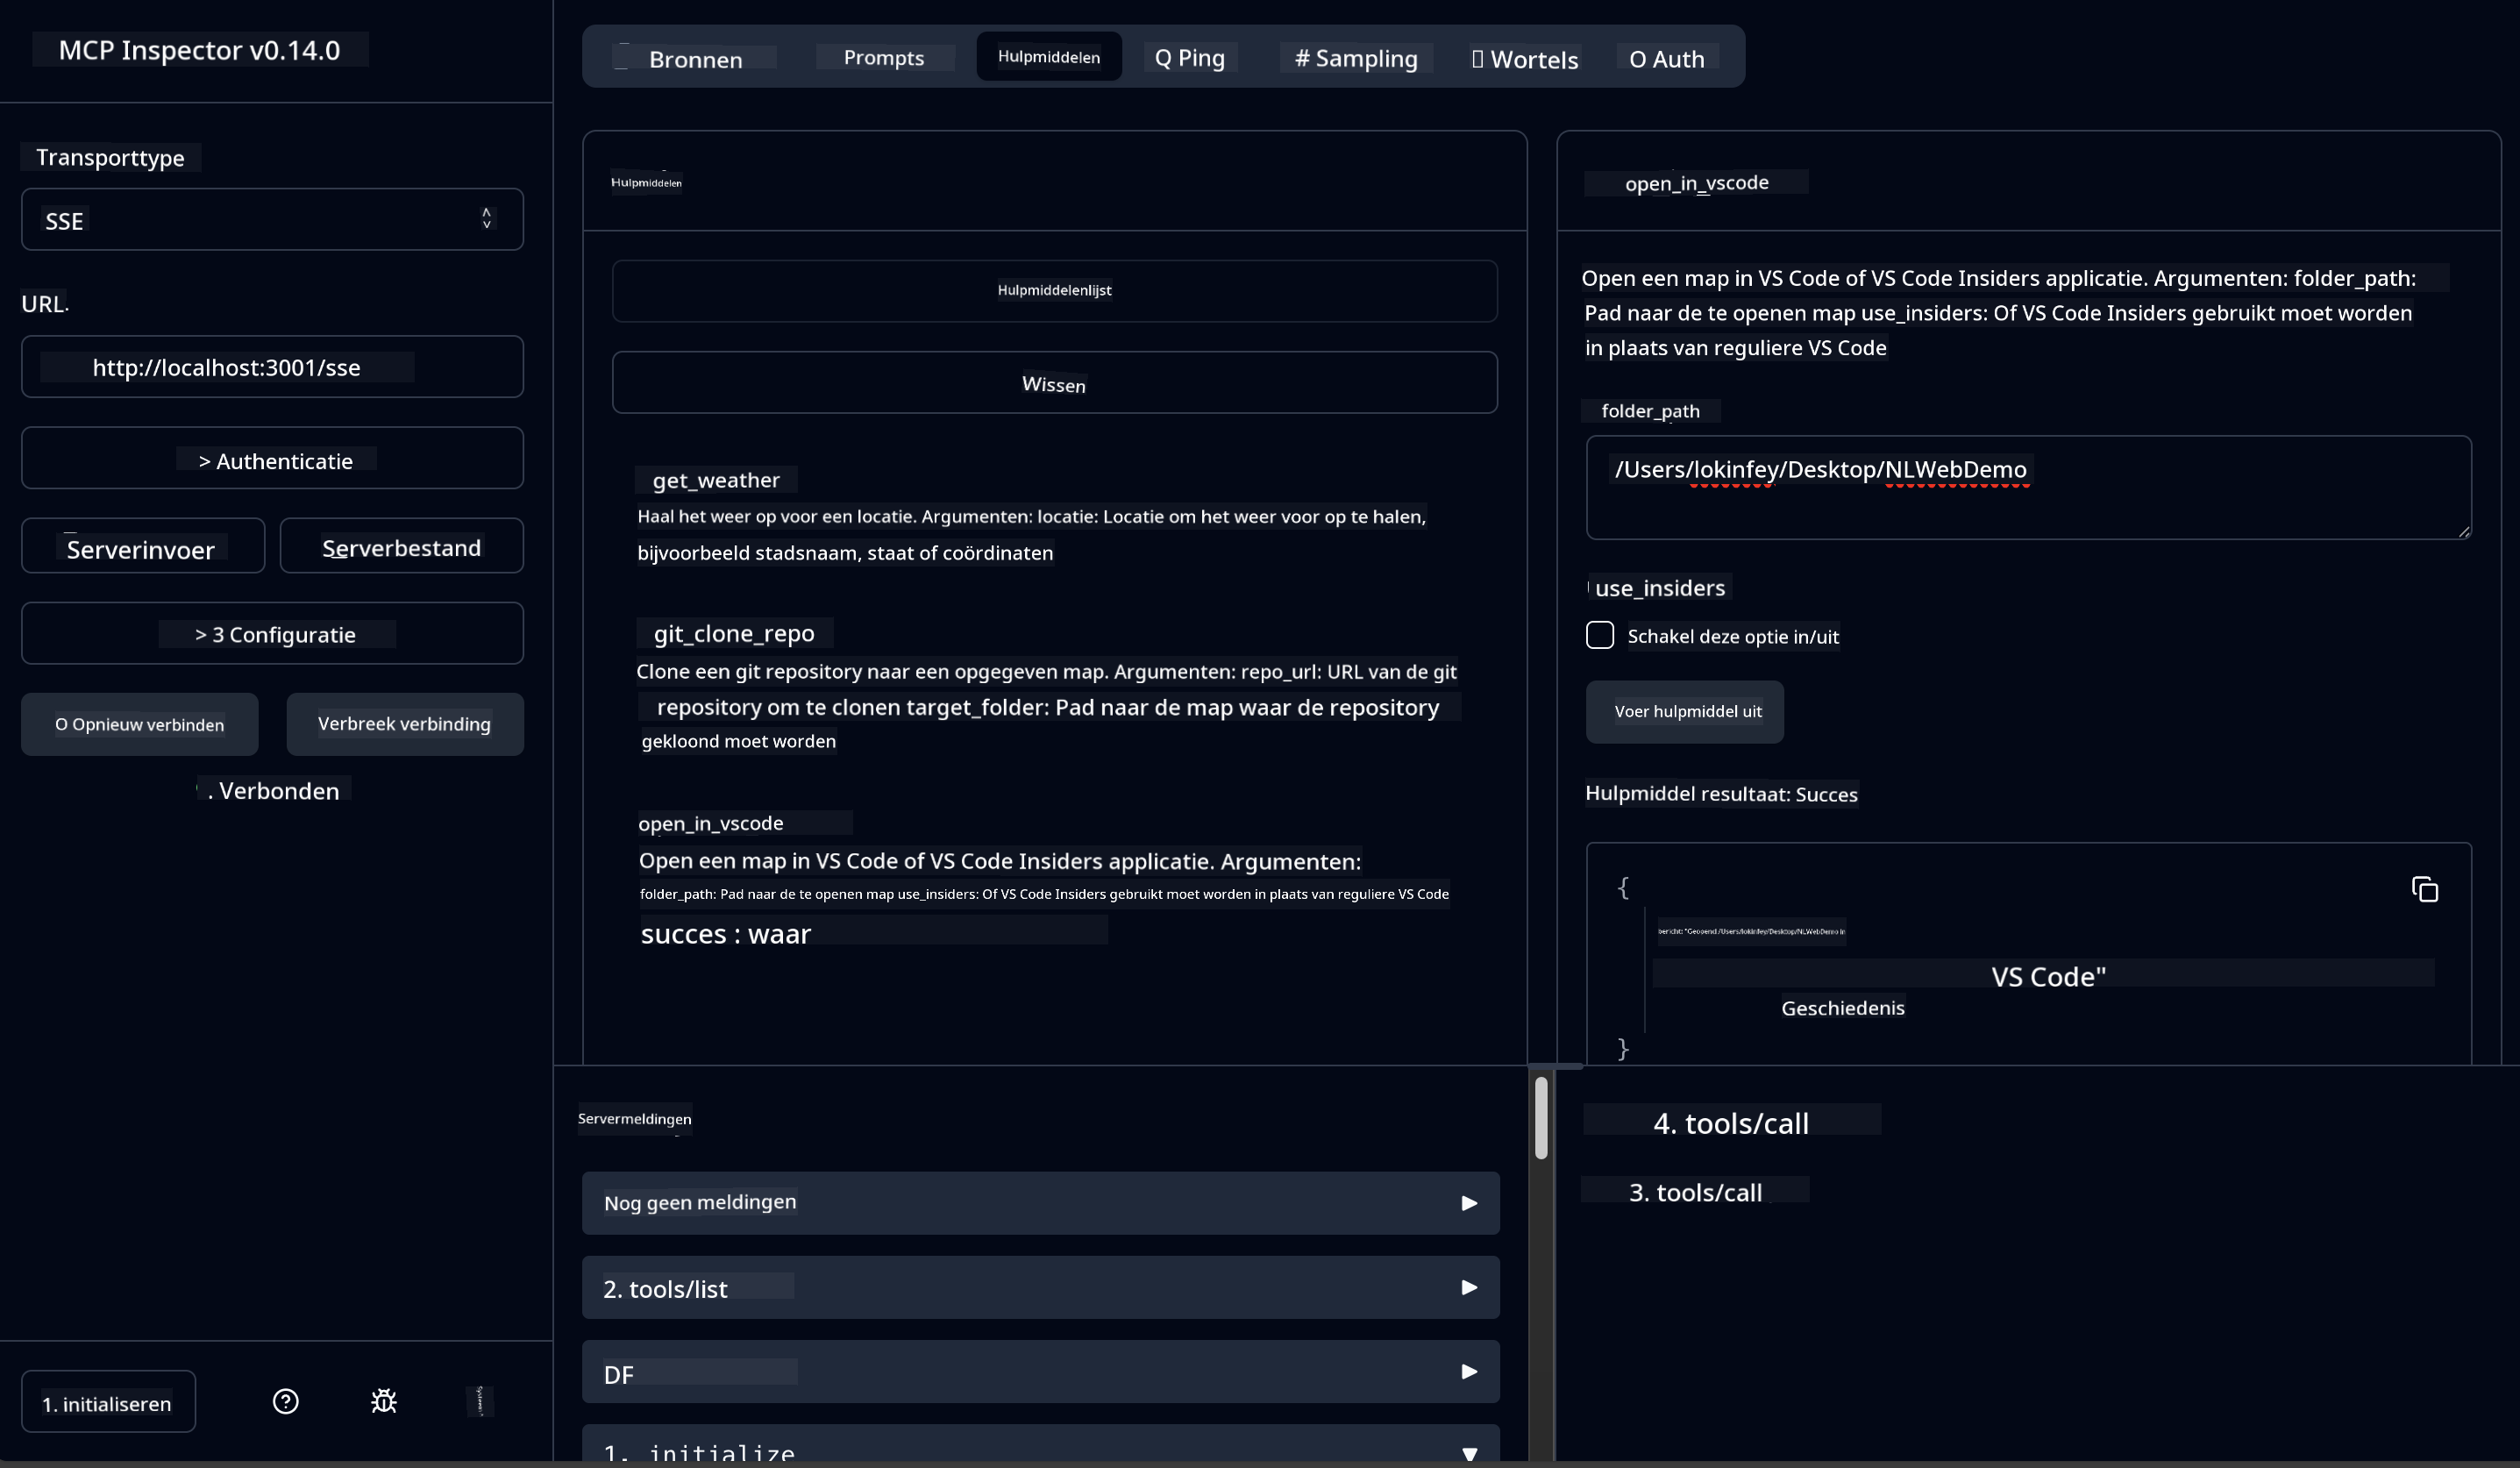 MCP Inspector v0.14.0
Transporttype
SSE
URL.
http://localhost:3001/sse
> Authenticatie
Serverinvoer
Serverbestand
> 3 Configuratie
O Opnieuw verbinden
Verbreek verbinding
. Verbonden
1. initialiseren
Bronnen
Prompts
Hulpmiddelen
Q Ping
# Sampling
Wortels
O Auth
Hulpmiddelen
Hulpmiddelenlijst
Wissen
get_weather
Haal het weer op voor een locatie. Argumenten: locatie: Locatie om het weer voor op te halen,
bijvoorbeeld stadsnaam, staat of coördinaten
git_clone_repo
Clone een git repository naar een opgegeven map. Argumenten: repo_url: URL van de git
repository om te clonen target_folder: Pad naar de map waar de repository
gekloond moet worden
open_in_vscode
Open een map in VS Code of VS Code Insiders applicatie. Argumenten:
folder_path: Pad naar de te openen map use_insiders: Of VS Code Insiders gebruikt moet worden in plaats van reguliere VS Code
succes : waar
open_in_vscode
Open een map in VS Code of VS Code Insiders applicatie. Argumenten: folder_path:
Pad naar de te openen map use_insiders: Of VS Code Insiders gebruikt moet worden
in plaats van reguliere VS Code
folder_path
/Users/lokinfey/Desktop/NLWebDemo
use_insiders
Schakel deze optie in/uit
Voer hulpmiddel uit
Hulpmiddel resultaat: Succes
{
bericht: "Geopend /Users/lokinfey/Desktop/NLWebDemo in
VS Code"
Geschiedenis
}
Servermeldingen
Nog geen meldingen
2. tools/list
DF
1. initialize
4. tools/call
3. tools/call